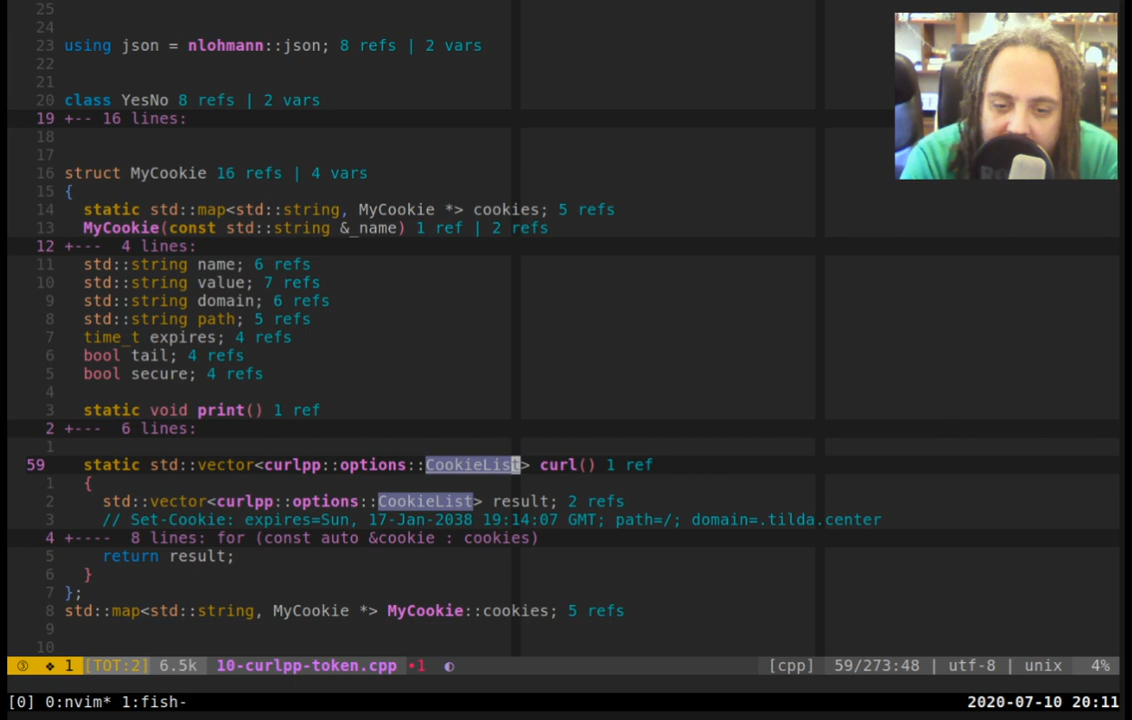 25
24
23 using json = nlohmann::json; 8 refs | 2 vars
22
21
20 class YesNo 8 refs | 2 vars
19 +-- 16 lines:
18
17
16 struct MyCookie 16 refs | 4 vars
15 {
14 static std::map<std::string, MyCookie *> cookies; 5 refs
13 MyCookie(const std::string &_name) 1 ref | 2 refs
12 +--- 4 lines:
11 std::string name; 6 refs
10 std::string value; 7 refs
9 std::string domain; 6 refs
8 std::string path; 5 refs
7 time_t expires; 4 refs
6 bool tail; 4 refs
5 bool secure; 4 refs
4
3 static void print() 1 ref
2 +--- 6 lines:
1
59 static std::vector<curlpp::options::CookieList> curl() 1 ref
1 {
2 std::vector<curlpp::options::CookieList> result; 2 refs
3 // Set-Cookie: expires=Sun, 17-Jan-2038 19:14:07 GMT; path=/; domain=.tilda.center
4 +---- 8 lines: for (const auto &cookie : cookies)
5 return result;
6 }
7 };
8 std::map<std::string, MyCookie *> MyCookie::cookies; 5 refs
9
10
③ ❖ 1 [TOT:2] 6.5k 10-curlpp-token.cpp •1 ◐ [cpp] 59/273:48 | utf-8 | unix 4%
[0] 0:nvim* 1:fish- 2020-07-10 20:11